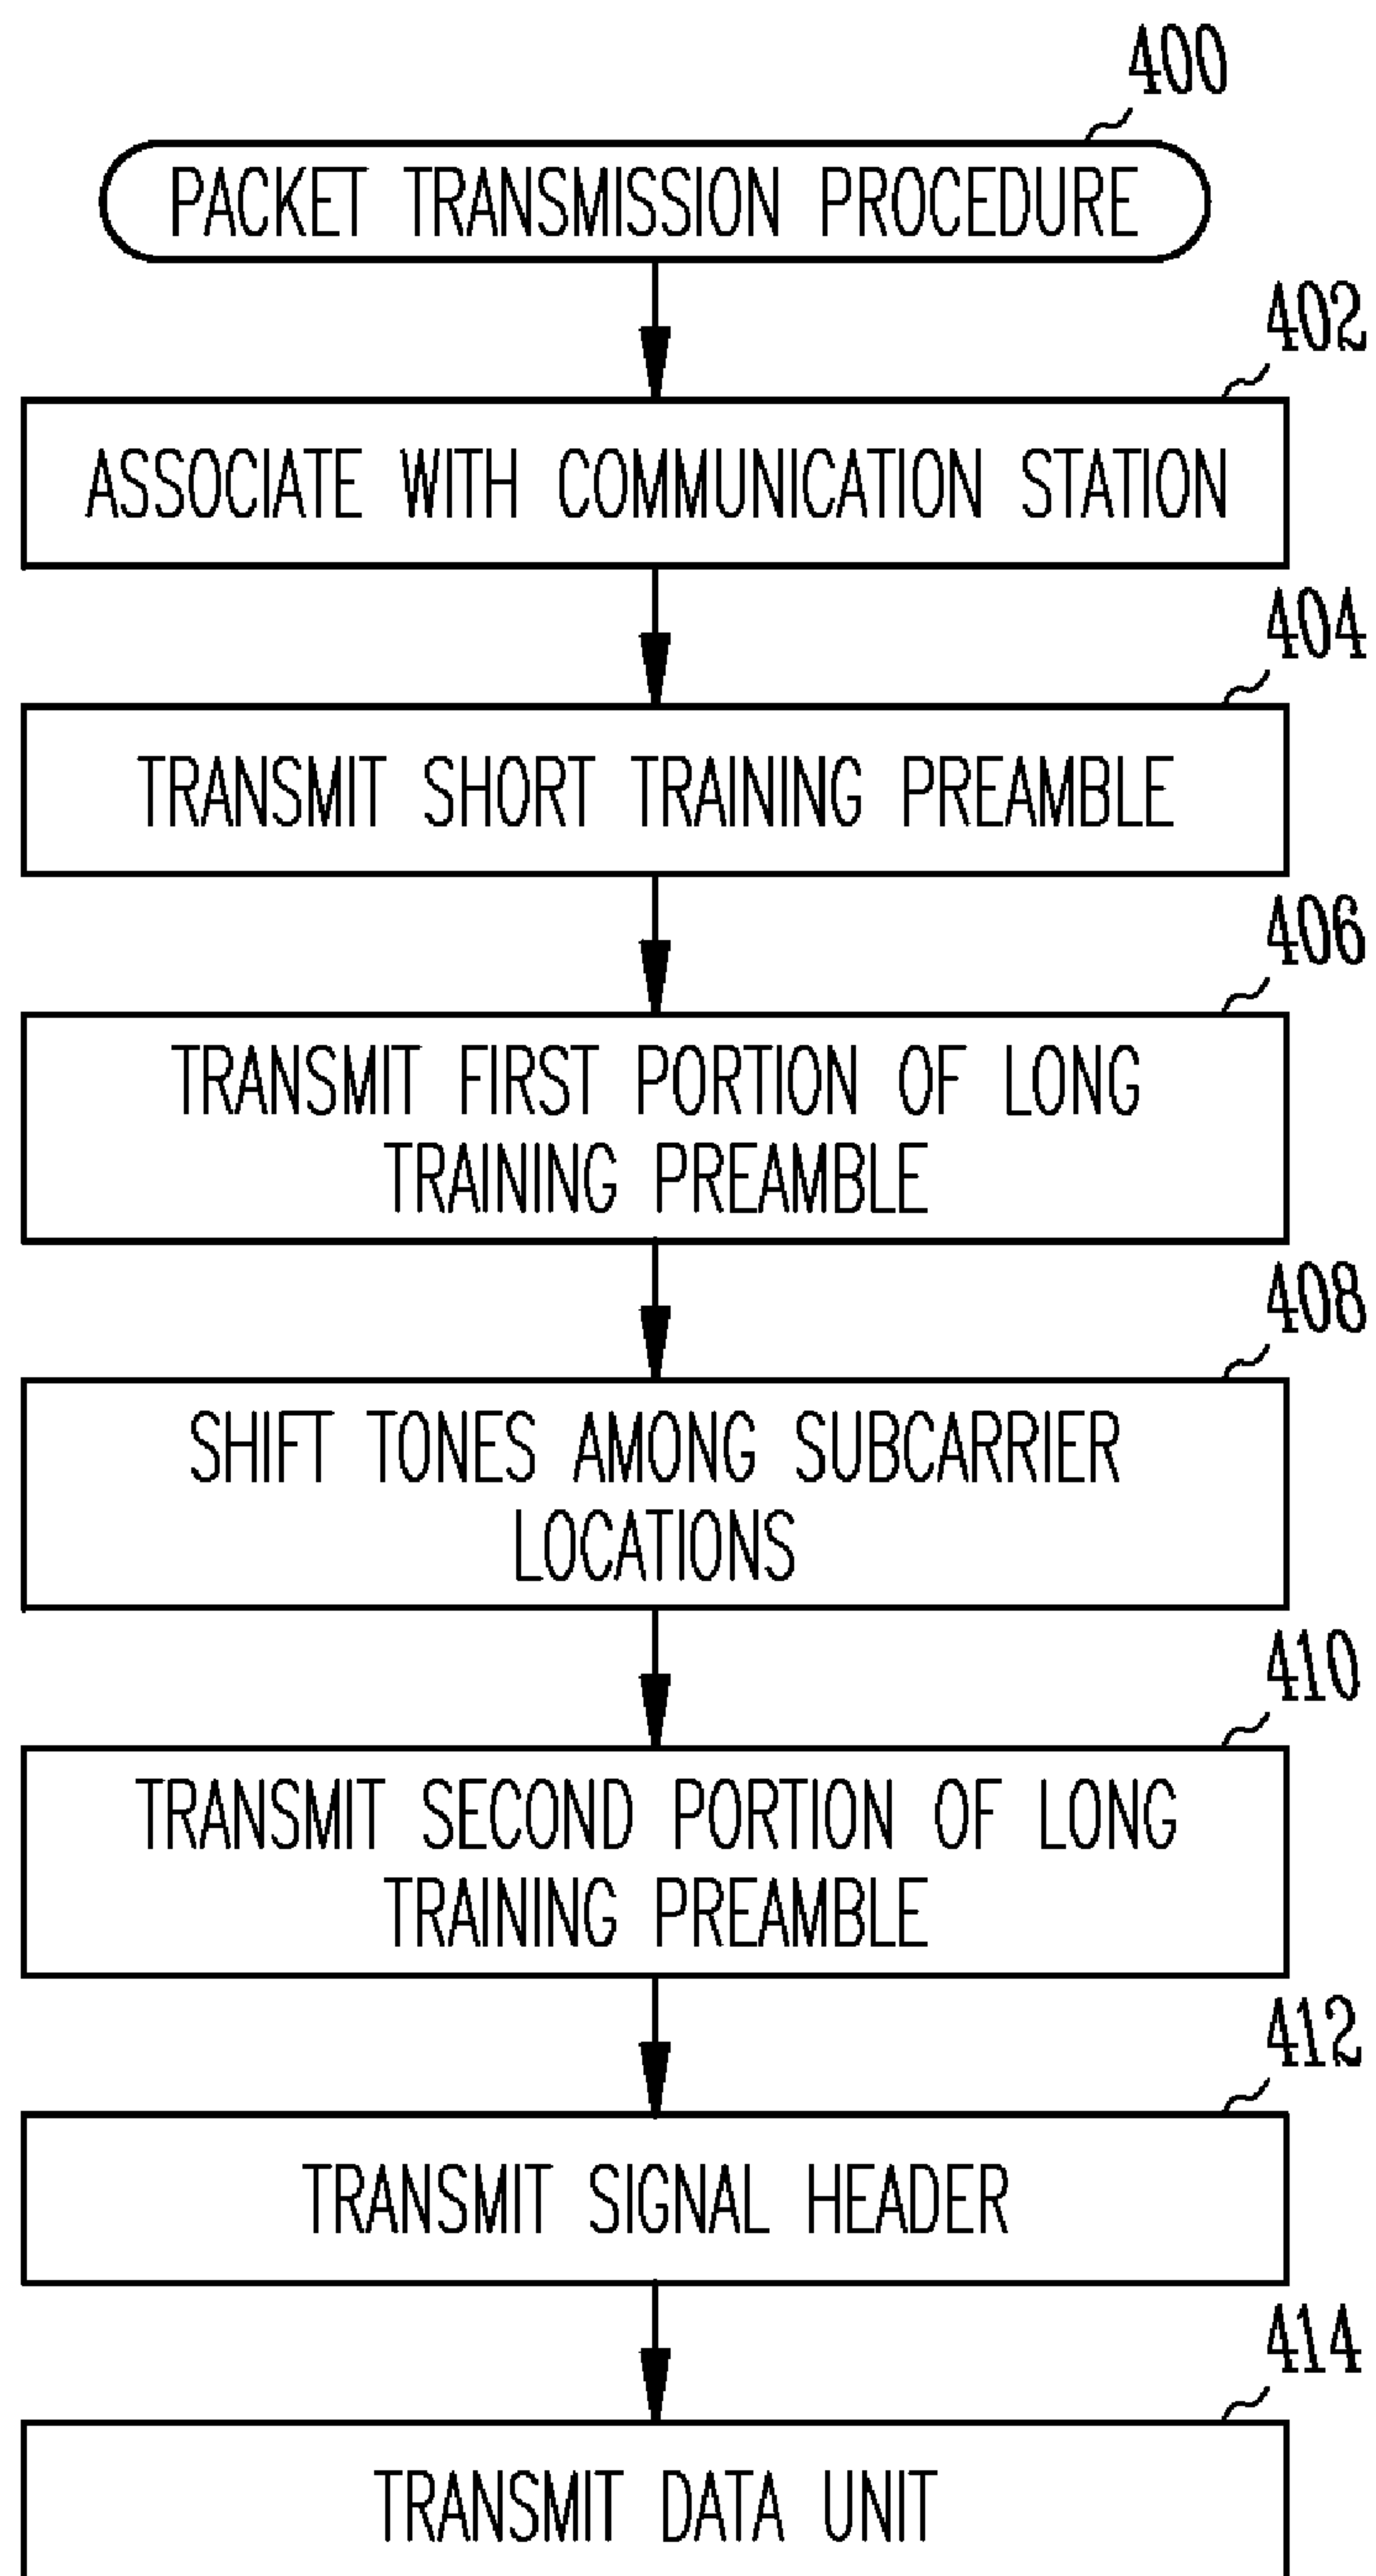 400
PACKET TRANSMISSION PROCEDURE
402
ASSOCIATE WITH COMMUNICATION STATION
404
TRANSMIT SHORT TRAINING PREAMBLE
406
TRANSMIT FIRST PORTION OF LONG
TRAINING PREAMBLE
408
SHIFT TONES AMONG SUBCARRIER
LOCATIONS
410
TRANSMIT SECOND PORTION OF LONG
TRAINING PREAMBLE
412
TRANSMIT SIGNAL HEADER
414
TRANSMIT DATA UNIT